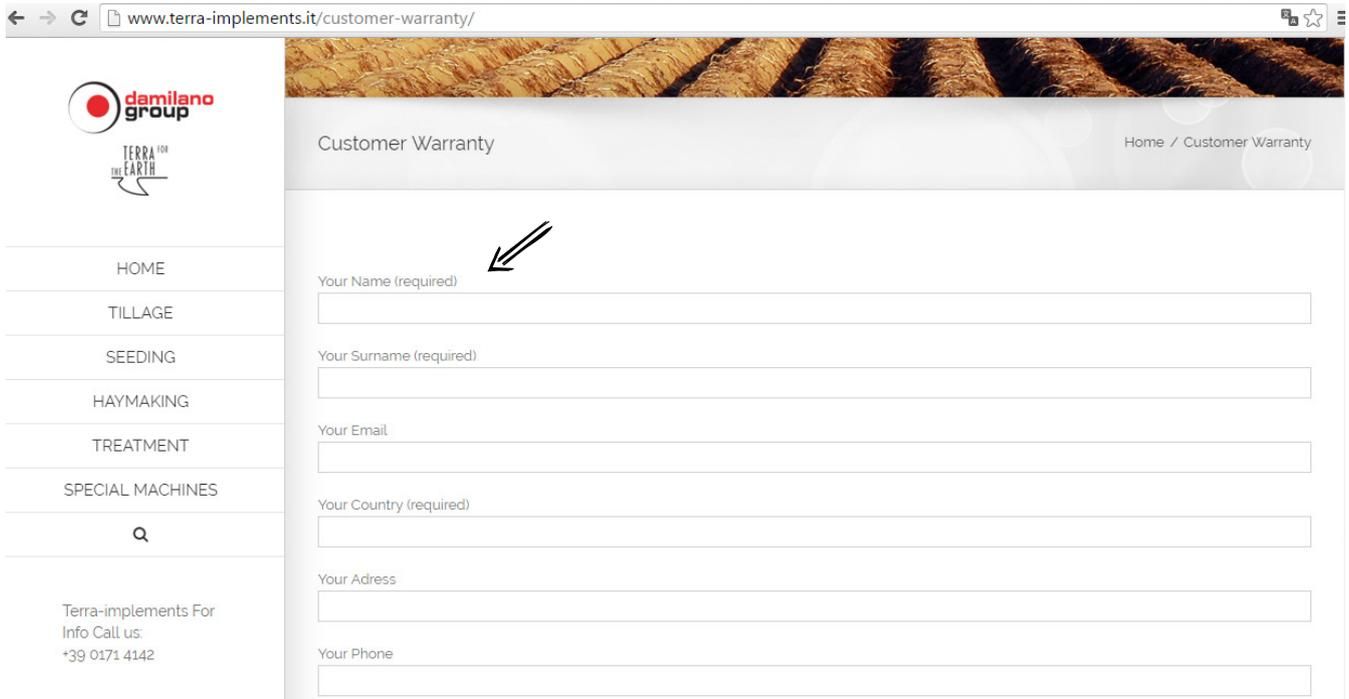 www.terra-implements.it/customer-warranty/
damilano
group
TERRA FOR
THE EARTH
HOME
TILLAGE
SEEDING
HAYMAKING
TREATMENT
SPECIAL MACHINES
Terra-implements For
Info Call us:
+39 0171 4142
Customer Warranty
Home / Customer Warranty
Your Name (required)
Your Surname (required)
Your Email
Your Country (required)
Your Adress
Your Phone